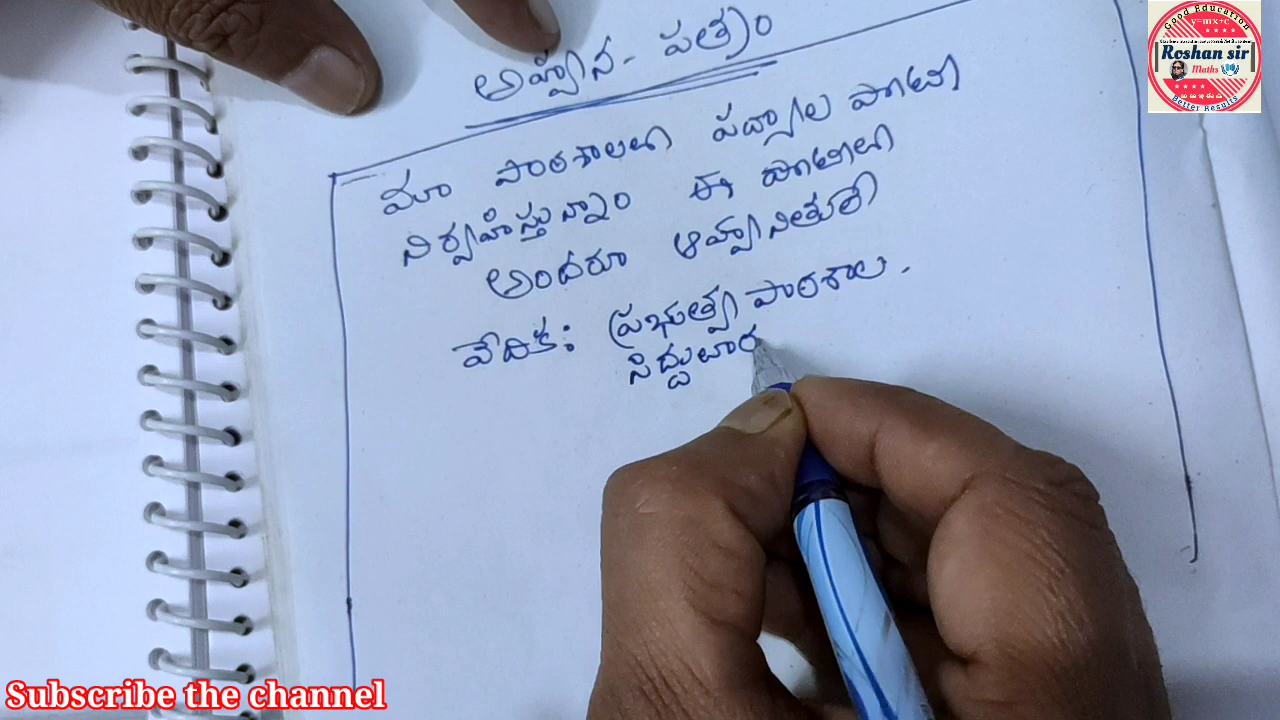 ఆహ్వాన - పత్రం
మా పాఠశాలలో పద్యాల పోటీ
నిర్వహిస్తున్నాం ఈ పోటీలో
అందరూ ఆహ్వానితులే
వేదిక: ప్రభుత్వ పాఠశాల.
Good Education
y=mx+c
Roshan sir
Maths
Better Results
Subscribe the channel